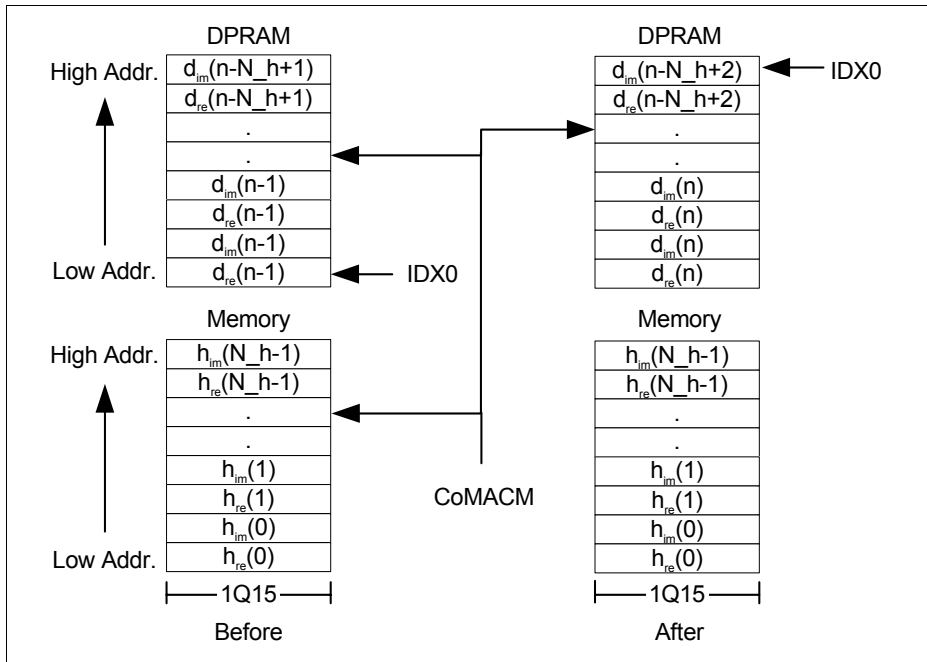 DPRAM
High Addr.
d_im(n-N_h+1)
d_re(n-N_h+1)
.
.
d_im(n-1)
d_re(n-1)
d_im(n-1)
Low Addr.
d_re(n-1)
IDX0
Memory
High Addr.
h_im(N_h-1)
h_re(N_h-1)
.
.
h_im(1)
h_re(1)
h_im(0)
Low Addr.
h_re(0)
1Q15
Before
CoMACM
DPRAM
d_im(n-N_h+2)
IDX0
d_re(n-N_h+2)
.
.
d_im(n)
d_re(n)
d_im(n)
d_re(n)
Memory
h_im(N_h-1)
h_re(N_h-1)
.
.
h_im(1)
h_re(1)
h_im(0)
h_re(0)
1Q15
After